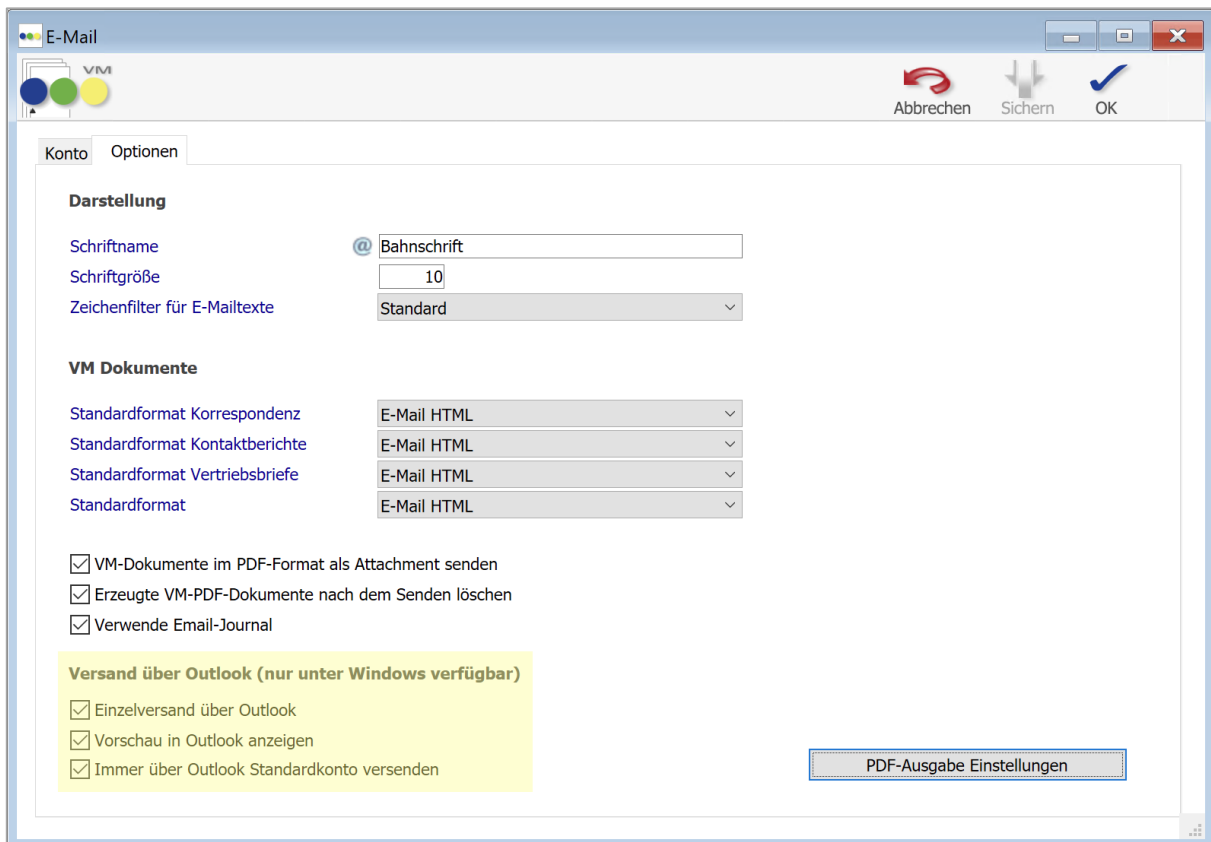 E-Mail
VM
Abbrechen Sichern OK
Konto Optionen
Darstellung
Schriftname @ Bahnschrift
Schriftgröße 10
Zeichenfilter für E-Mailtexte Standard
VM Dokumente
Standardformat Korrespondenz E-Mail HTML
Standardformat Kontaktberichte E-Mail HTML
Standardformat Vertriebsbriefe E-Mail HTML
Standardformat E-Mail HTML
VM-Dokumente im PDF-Format als Attachment senden
Erzeugte VM-PDF-Dokumente nach dem Senden löschen
Verwende Email-Journal
Versand über Outlook (nur unter Windows verfügbar)
Einzelversand über Outlook
Vorschau in Outlook anzeigen
Immer über Outlook Standardkonto versenden
PDF-Ausgabe Einstellungen